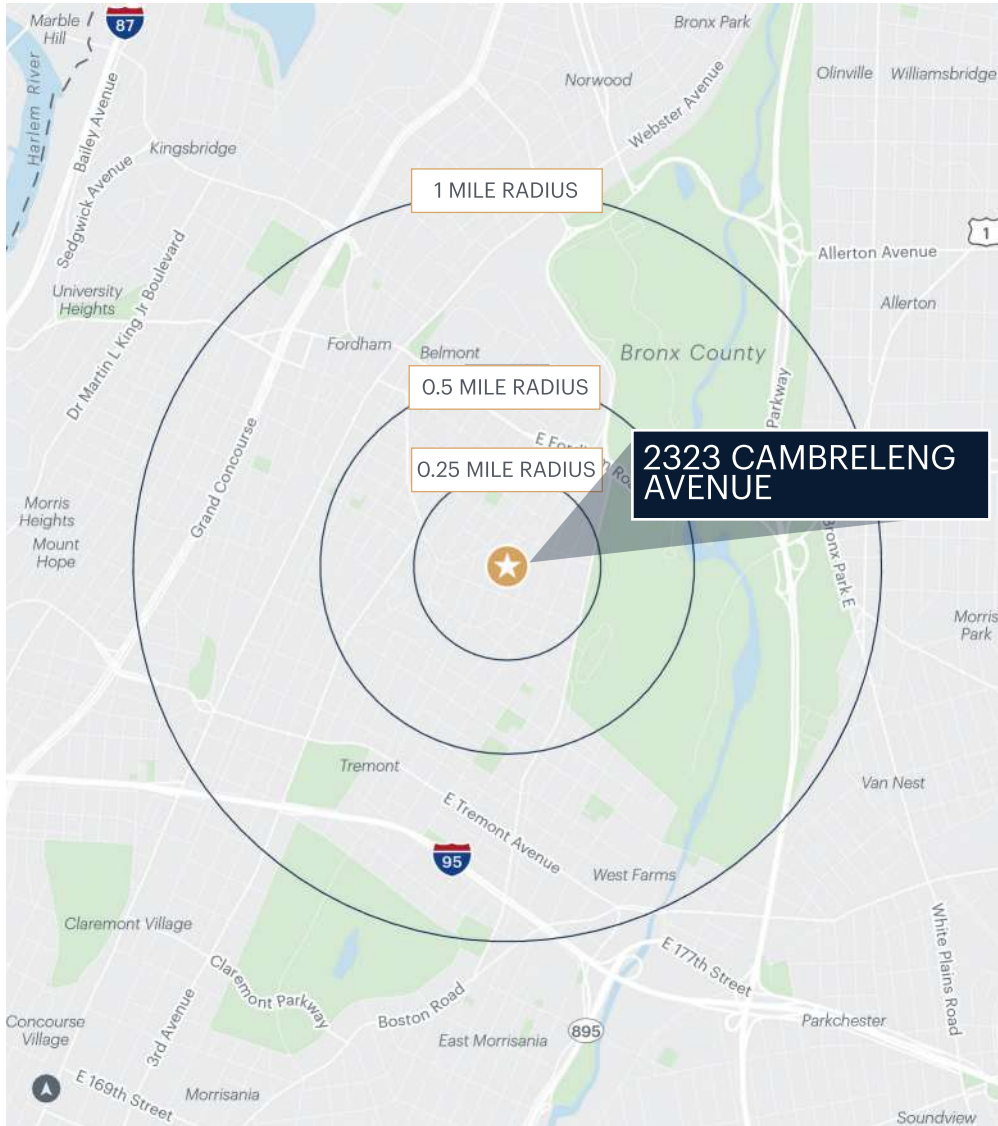 Marble
Hill
87
Bronx Park
Norwood
Olinville
Williamsbridge
Harlem River
Bailey Avenue
Webster Avenue
Kingsbridge
Sedgwick Avenue
1 MILE RADIUS
1
Allerton Avenue
University
Heights
Dr Martin L King Jr Boulevard
Allerton
Fordham
Belmont
Bronx County
0.5 MILE RADIUS
Parkway
E Fordham Ro
0.25 MILE RADIUS
2323 CAMBRELENG
AVENUE
Grand Concourse
Morris
Heights
Mount
Hope
Bronx Park E
Morris
Park
Tremont
Van Nest
E Tremont Avenue
95
West Farms
Claremont Village
White Plains Road
E 177th Street
Claremont Parkway
Boston Road
3rd Avenue
Concourse
Village
895
Parkchester
East Morrisania
E 169th Street
Morrisania
Soundview